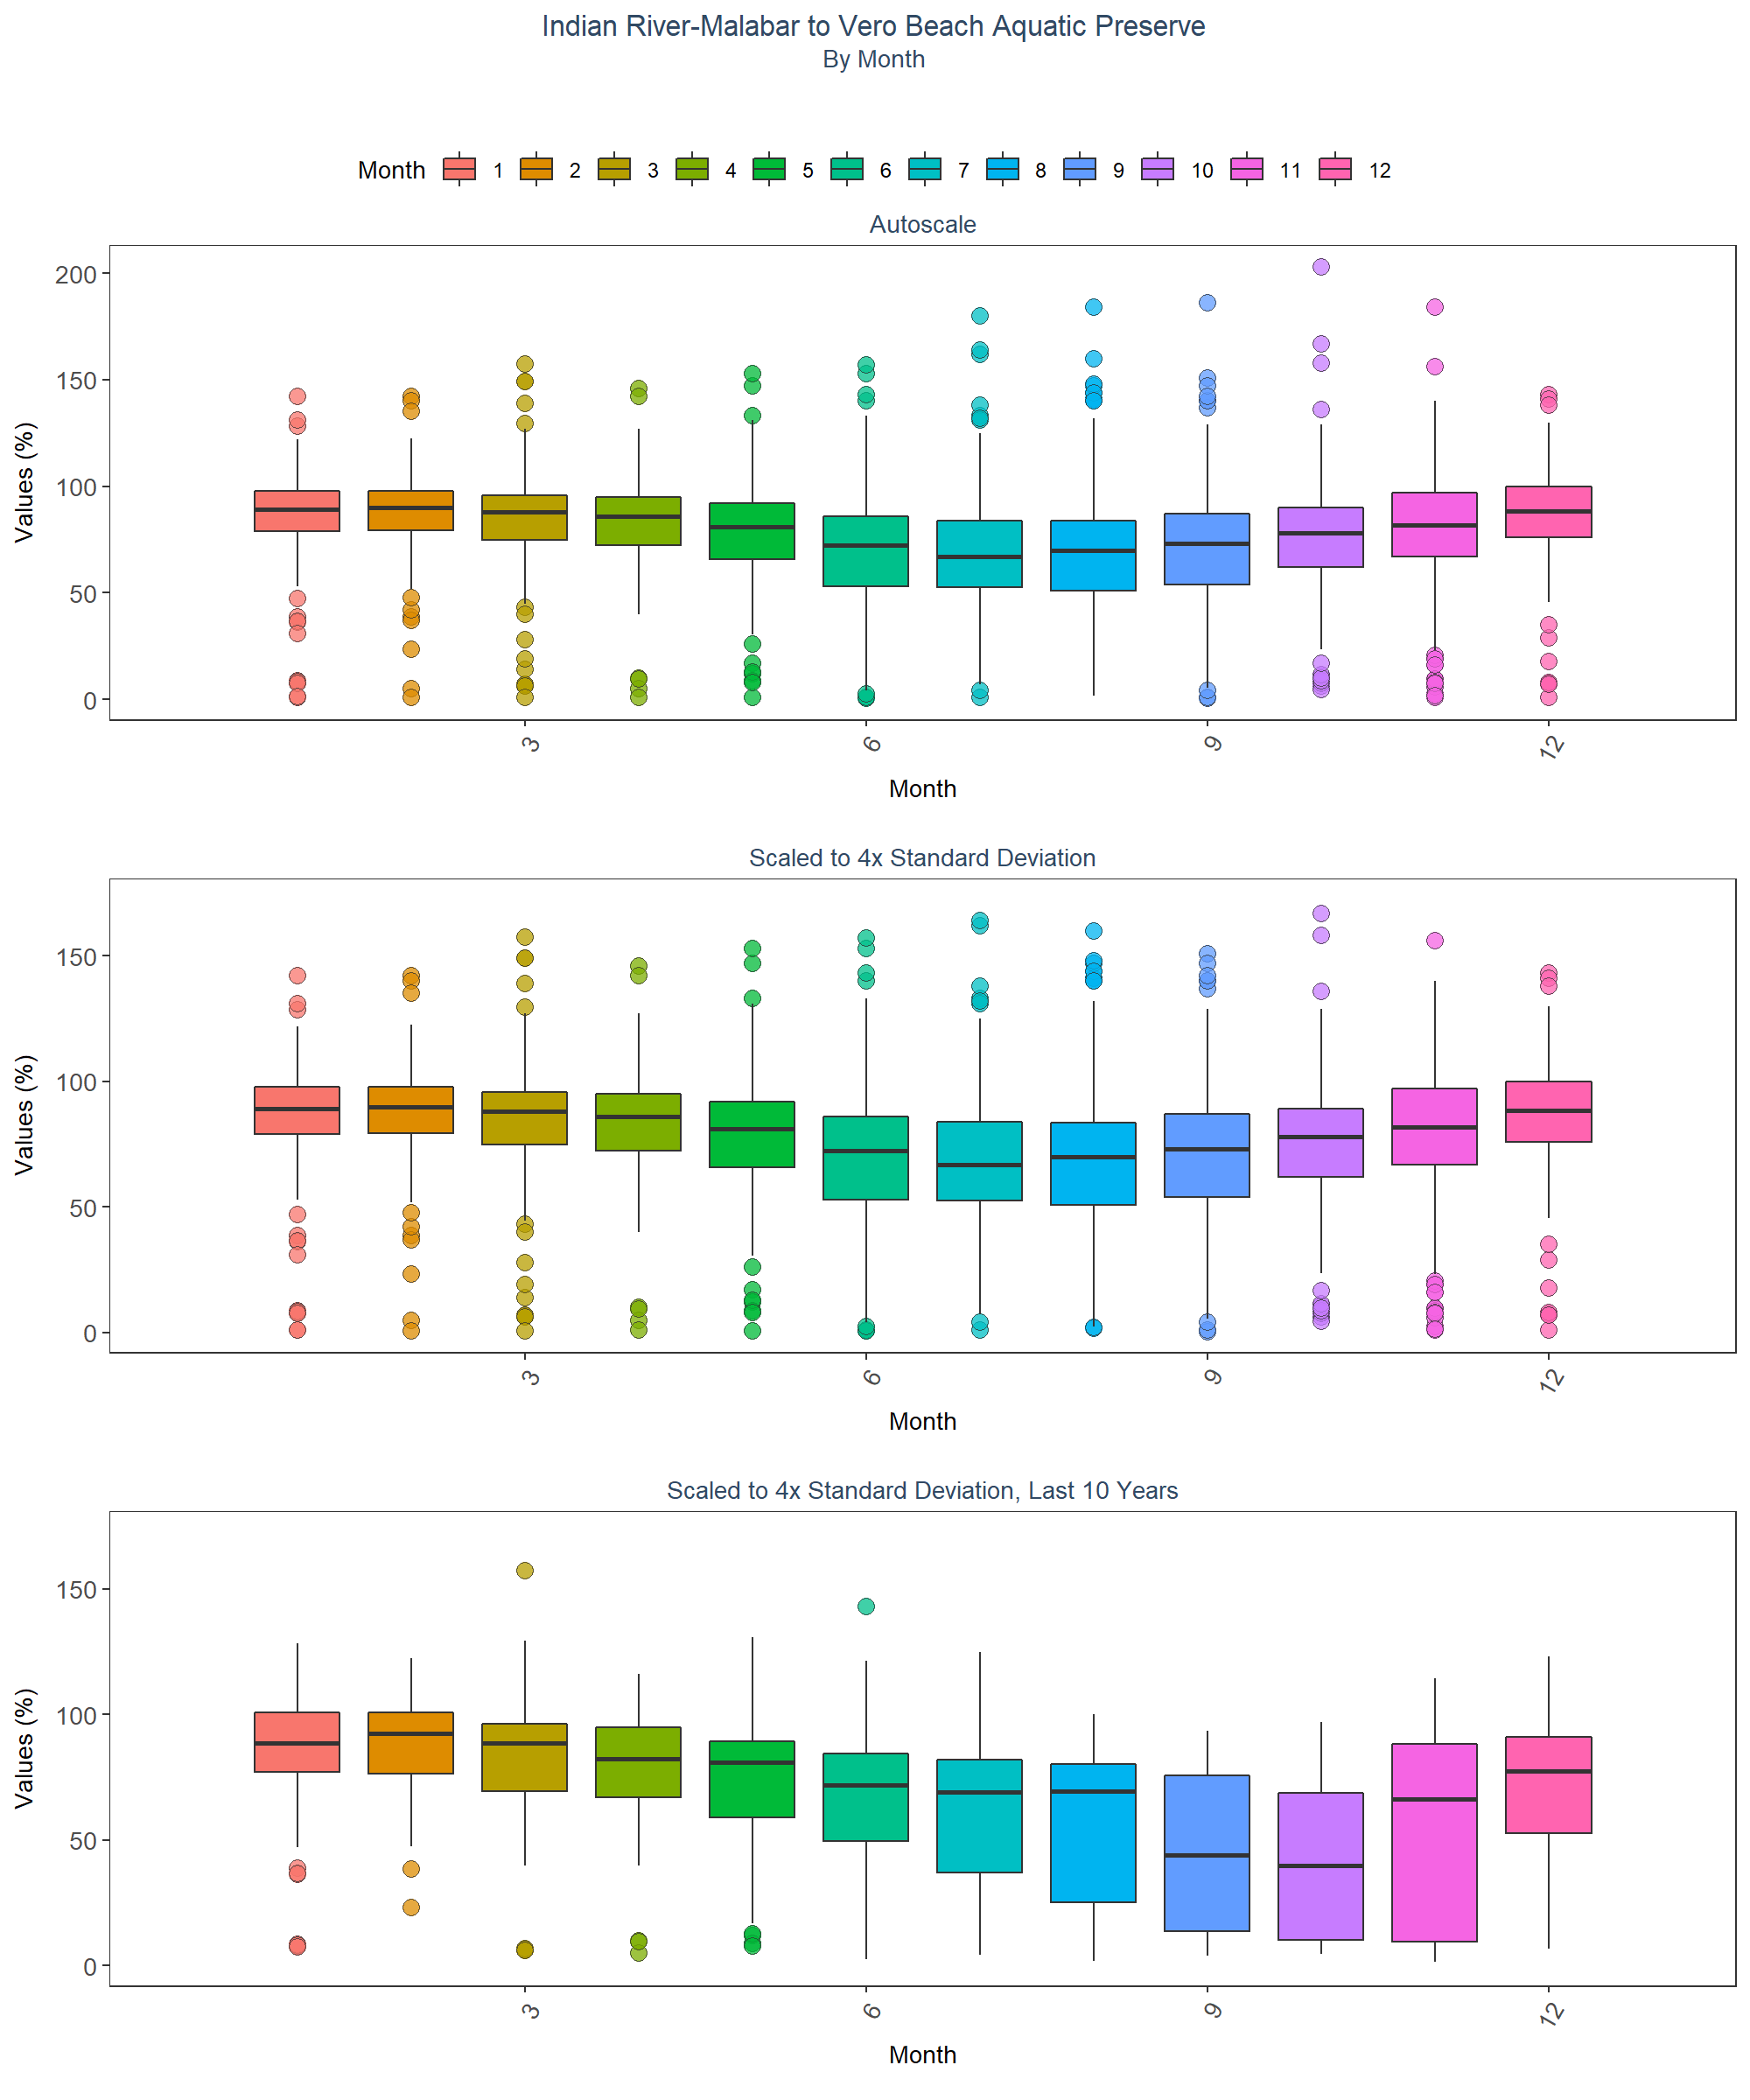 Indian River-Malabar to Vero Beach Aquatic Preserve
By Month
Month 1 2 3 4 5 6 7 8 9 10 11 12
Autoscale
Values (%)
200
150
100
50
0
3 6 9 12
Month
Scaled to 4x Standard Deviation
Values (%)
150
100
50
0
3 6 9 12
Month
Scaled to 4x Standard Deviation, Last 10 Years
Values (%)
150
100
50
0
3 6 9 12
Month